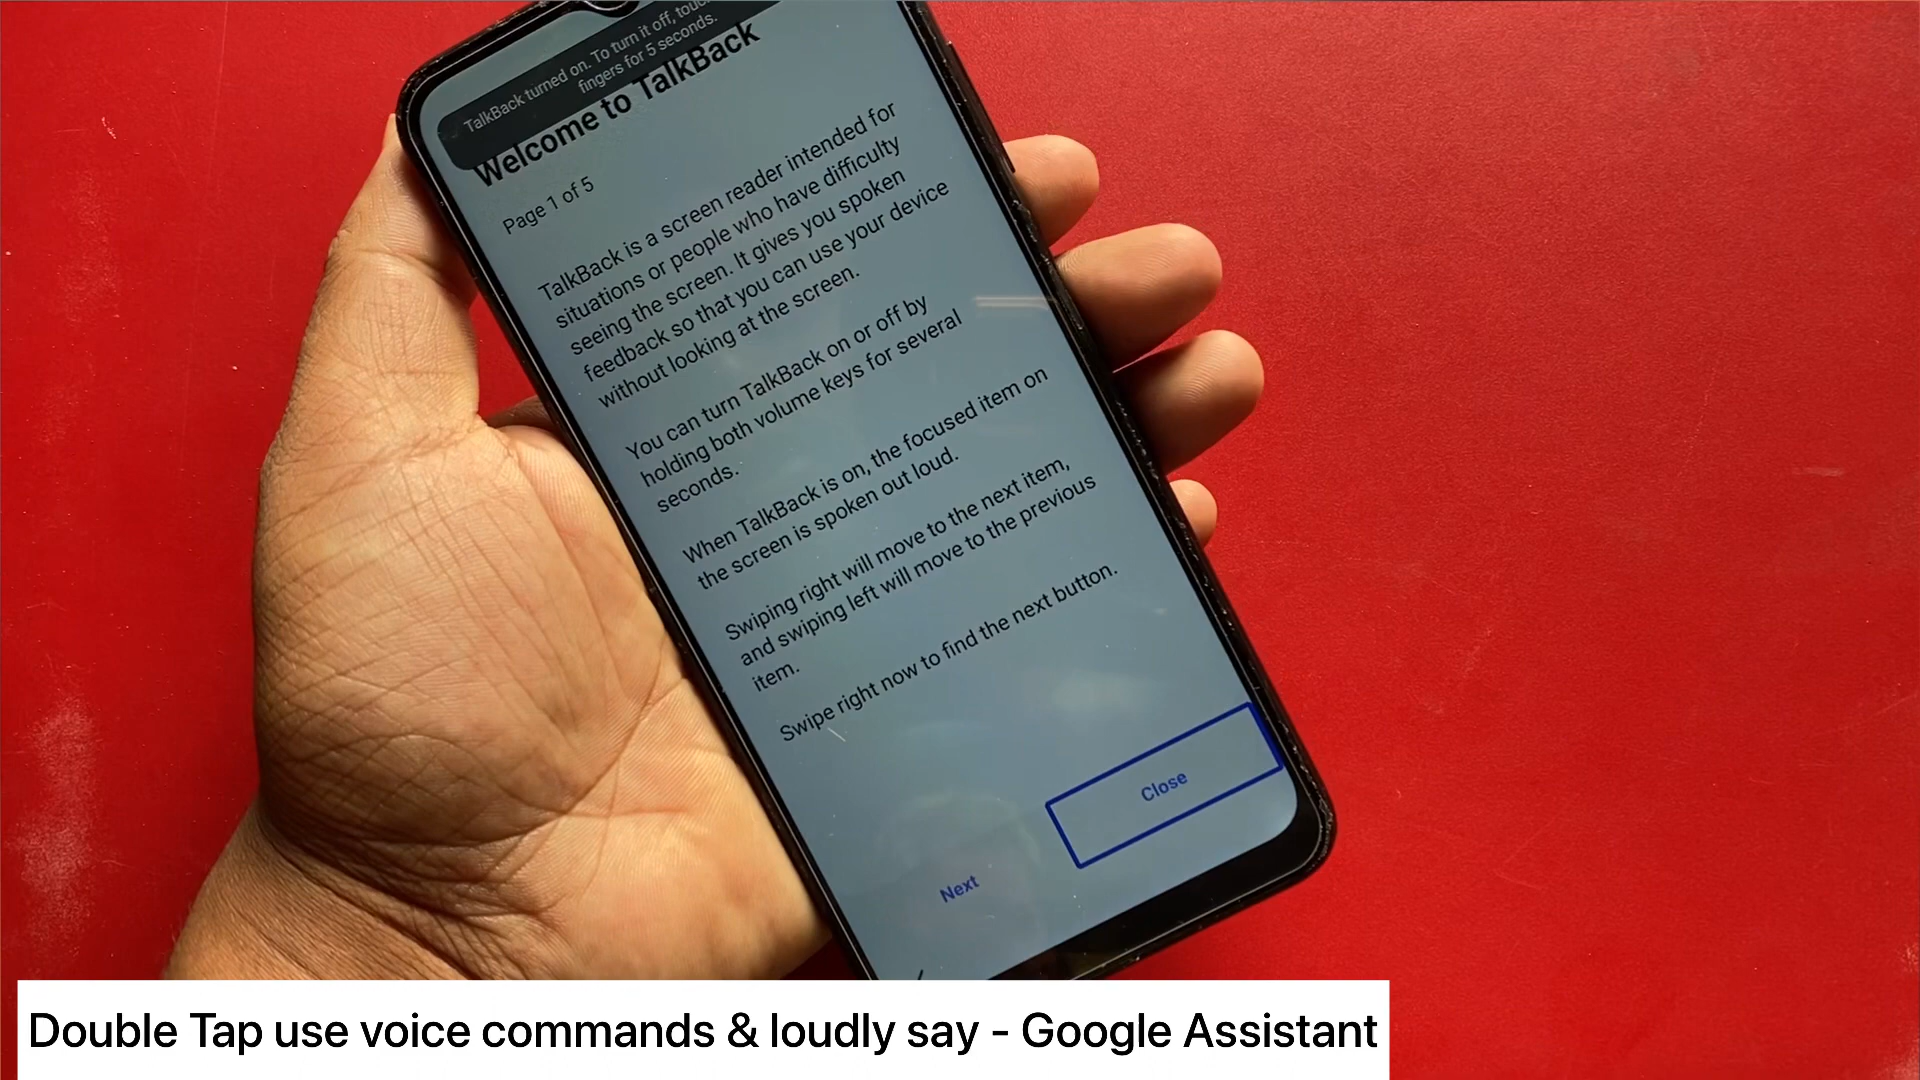 TalkBack turned on. To turn it off, touch
fingers for 5 seconds.
Welcome to TalkBack
Page 1 of 5
TalkBack is a screen reader intended for
situations or people who have difficulty
seeing the screen. It gives you spoken
feedback so that you can use your device
without looking at the screen.
You can turn TalkBack on or off by
holding both volume keys for several
seconds.
When TalkBack is on, the focused item on
the screen is spoken out loud.
Swiping right will move to the next item,
and swiping left will move to the previous
item.
Swipe right now to find the next button.
Close
Next
Double Tap use voice commands & loudly say - Google Assistant